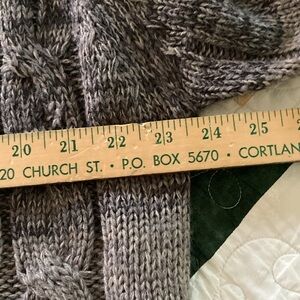 20 21 22 23 24 25
20 CHURCH ST. • P.O. BOX 5670 • CORTLAN